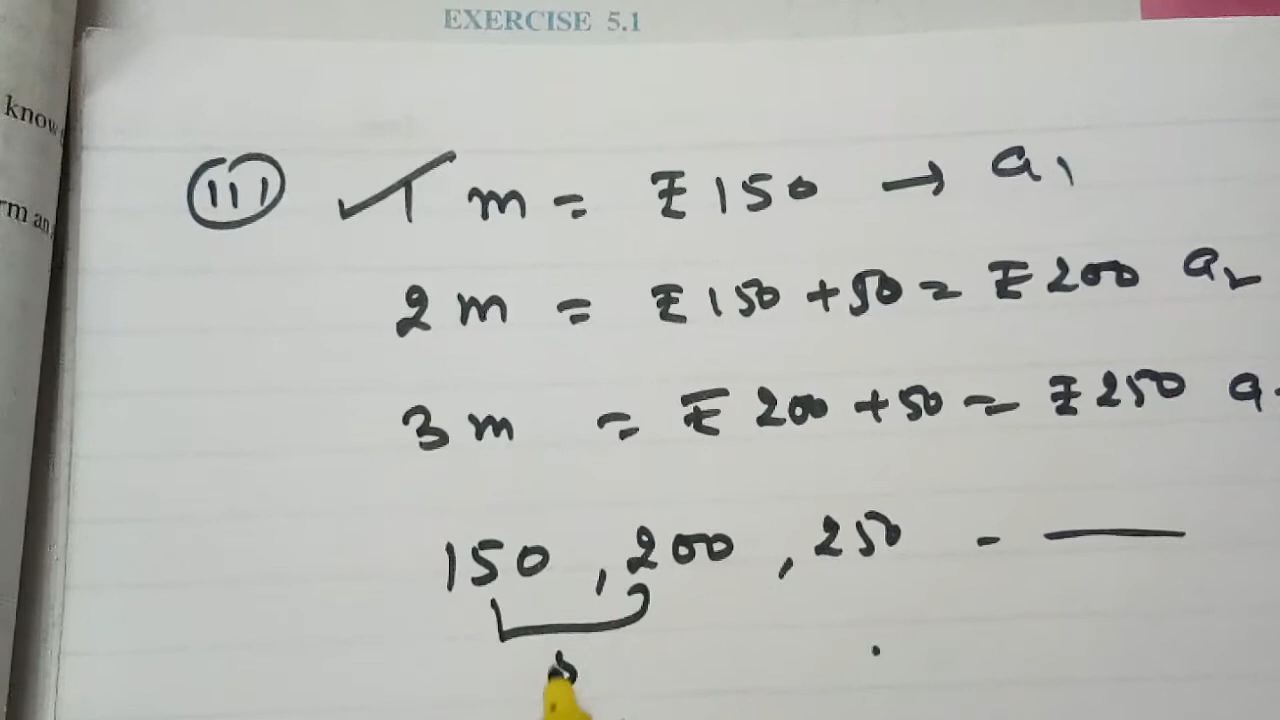 EXERCISE 5.1
know
rm an
(iii) ✓ 1 m = ₹150 → a₁
2 m = ₹150 + 50 = ₹200 a₂
3 m = ₹200 + 50 = ₹250 a
150, 200, 250 - —